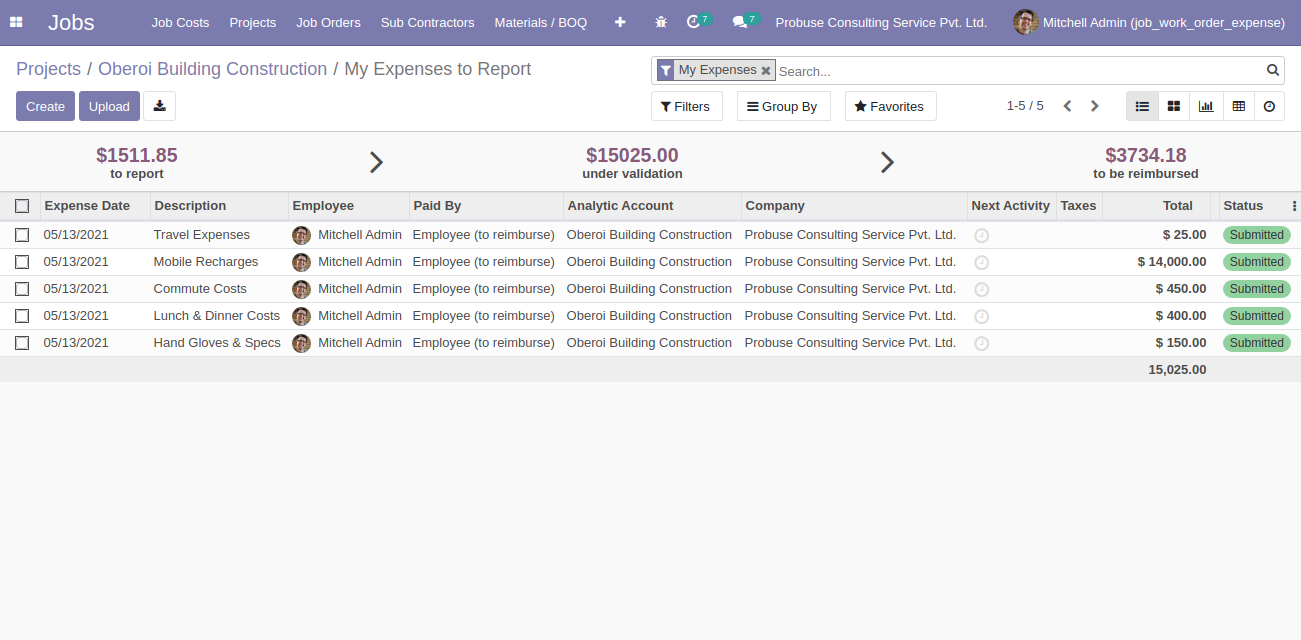 Jobs Job Costs Projects Job Orders Sub Contractors Materials / BOQ 7 7 Probuse Consulting Service Pvt. Ltd. Mitchell Admin (job_work_order_expense)
Projects / Oberoi Building Construction / My Expenses to Report
My Expenses Search...
Create Upload Filters Group By Favorites 1-5 / 5
$1511.85 $15025.00 $3734.18
to report under validation to be reimbursed
Expense Date Description Employee Paid By Analytic Account Company Next Activity Taxes Total Status
05/13/2021 Travel Expenses Mitchell Admin Employee (to reimburse) Oberoi Building Construction Probuse Consulting Service Pvt. Ltd. $ 25.00 Submitted
05/13/2021 Mobile Recharges Mitchell Admin Employee (to reimburse) Oberoi Building Construction Probuse Consulting Service Pvt. Ltd. $ 14,000.00 Submitted
05/13/2021 Commute Costs Mitchell Admin Employee (to reimburse) Oberoi Building Construction Probuse Consulting Service Pvt. Ltd. $ 450.00 Submitted
05/13/2021 Lunch & Dinner Costs Mitchell Admin Employee (to reimburse) Oberoi Building Construction Probuse Consulting Service Pvt. Ltd. $ 400.00 Submitted
05/13/2021 Hand Gloves & Specs Mitchell Admin Employee (to reimburse) Oberoi Building Construction Probuse Consulting Service Pvt. Ltd. $ 150.00 Submitted
15,025.00